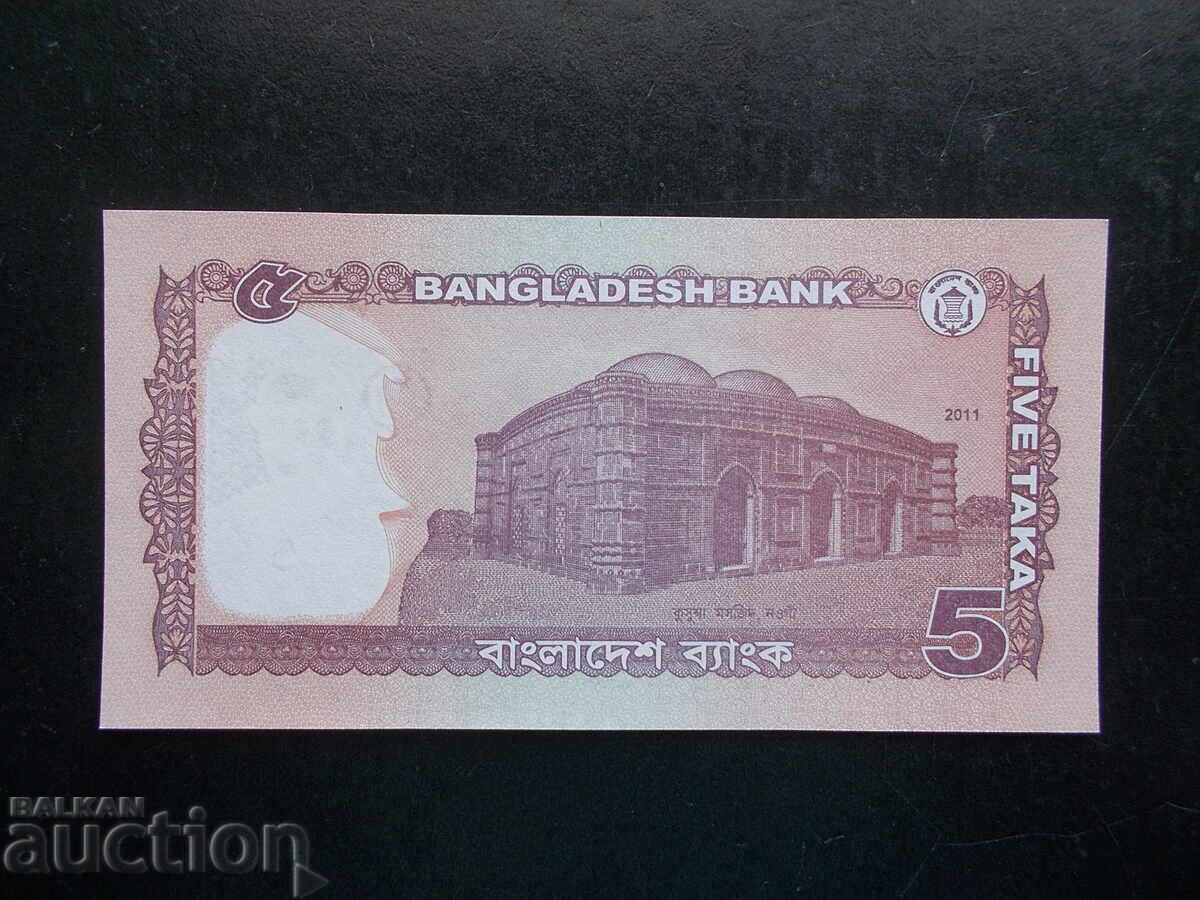 ৫
BANGLADESH BANK
FIVE TAKA
2011
কুসুম্বা মসজিদ নওগাঁ
5
বাংলাদেশ ব্যাংক
BALKAN
auction